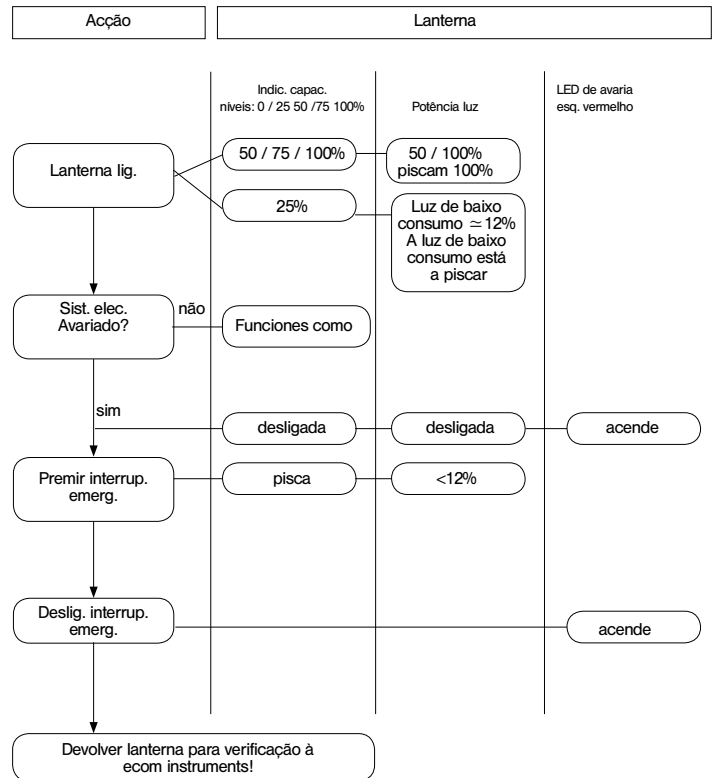 Acção
Lanterna
Indic. capac.
níveis: 0 / 25 50 /75 100%
Potência luz
LED de avaria
esq. vermelho
Lanterna lig.
50 / 75 / 100%
50 / 100%
piscam 100%
25%
Luz de baixo
consumo ≃ 12%
A luz de baixo
consumo está
a piscar
Sist. elec.
Avariado?
não
Funciones como
sim
desligada
desligada
acende
Premir interrup.
emerg.
pisca
<12%
Deslig. interrup.
emerg.
acende
Devolver lanterna para verificação à
ecom instruments!